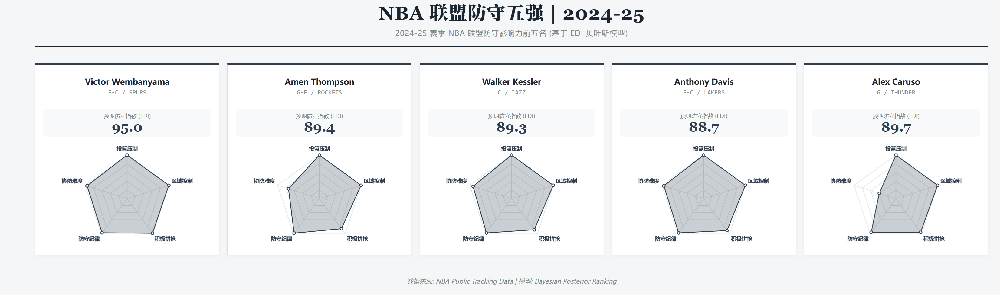 NBA 联盟防守五强 | 2024-25
2024-25 赛季 NBA 联盟防守影响力前五名 (基于 EDI 贝叶斯模型)
Victor Wembanyama
F-C / SPURS
预期防守指数 (EDI)
95.0
投篮压制
协防难度
区域控制
防守纪律
积极拼抢
Amen Thompson
G-F / ROCKETS
预期防守指数 (EDI)
89.4
投篮压制
协防难度
区域控制
防守纪律
积极拼抢
Walker Kessler
C / JAZZ
预期防守指数 (EDI)
89.3
投篮压制
协防难度
区域控制
防守纪律
积极拼抢
Anthony Davis
F-C / LAKERS
预期防守指数 (EDI)
88.7
投篮压制
协防难度
区域控制
防守纪律
积极拼抢
Alex Caruso
G / THUNDER
预期防守指数 (EDI)
89.7
投篮压制
协防难度
区域控制
防守纪律
积极拼抢
数据来源: NBA Public Tracking Data | 模型: Bayesian Posterior Ranking